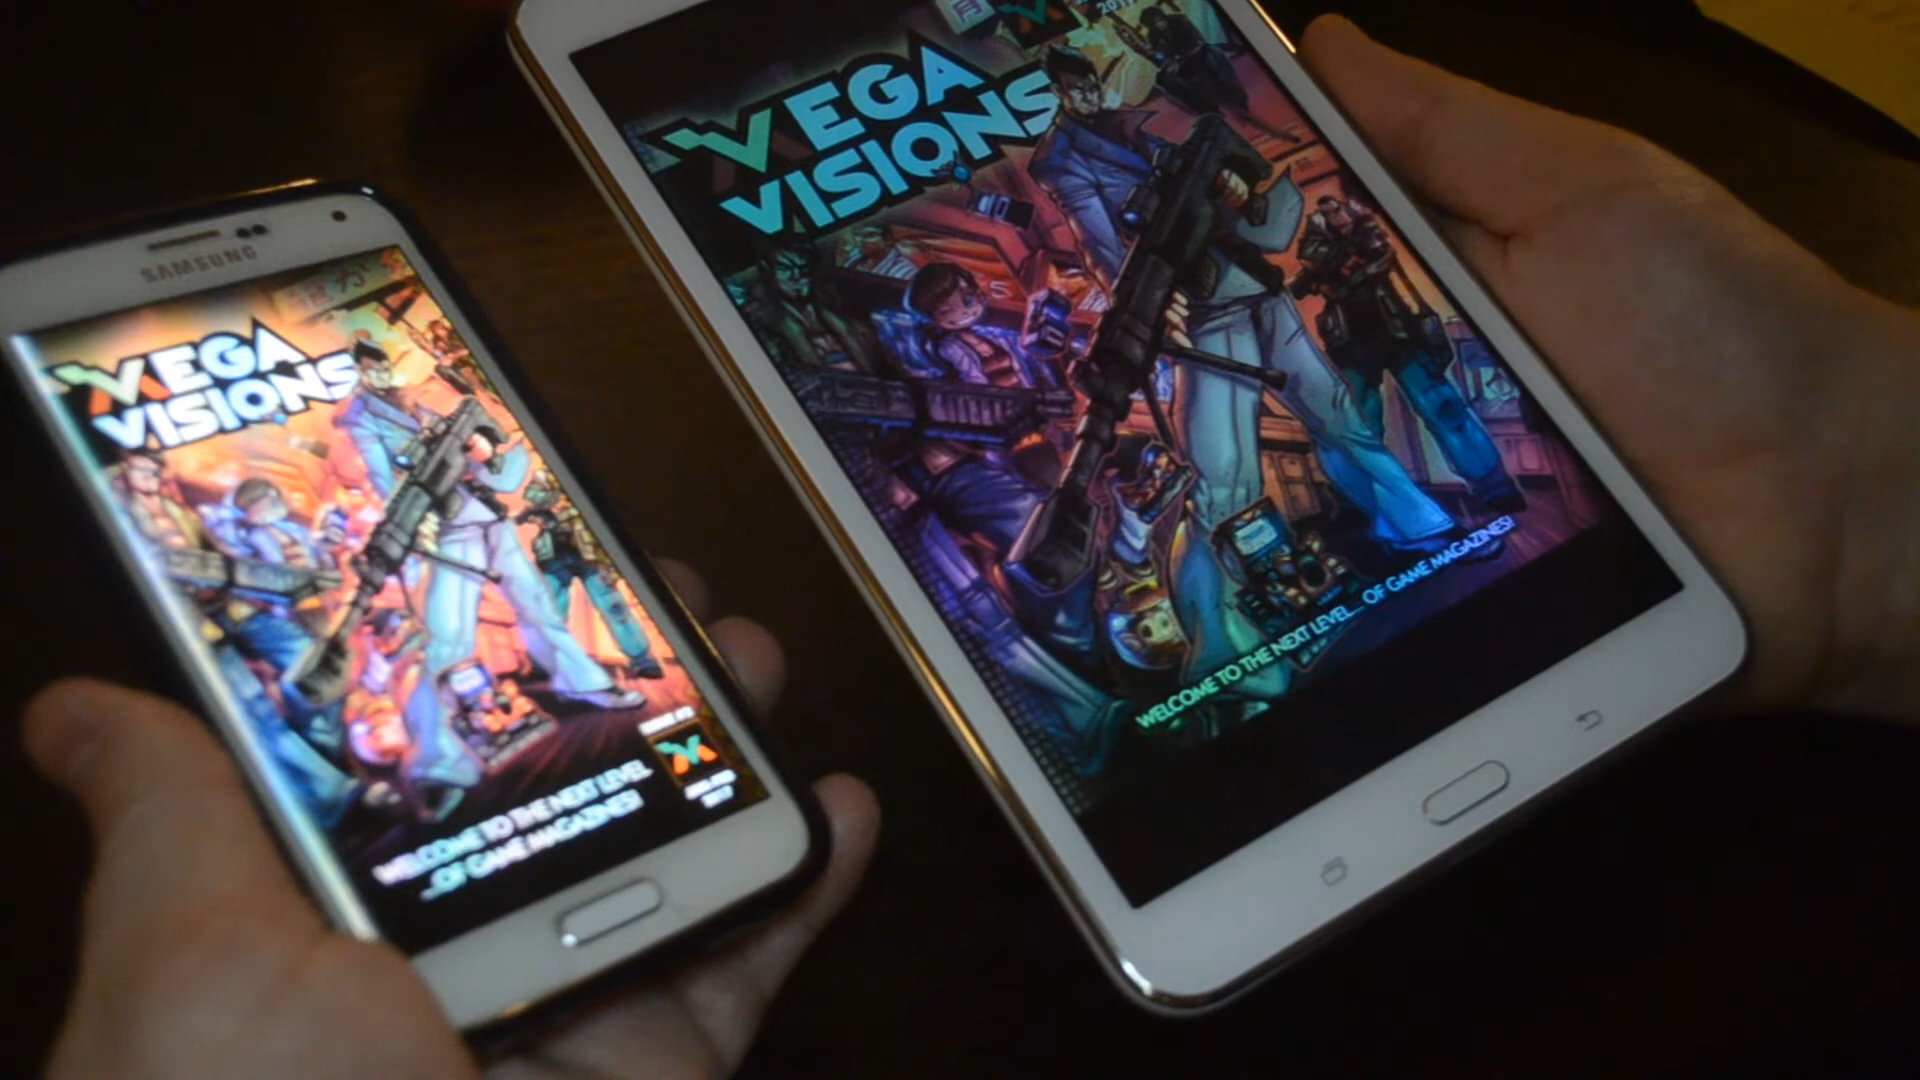 SAMSUNG
VEGA
VISIONS
WELCOME TO THE NEXT LEVEL
...OF GAME MAGAZINES!
2017
VEGA
VISIONS
WELCOME TO THE NEXT LEVEL... OF GAME MAGAZINES!